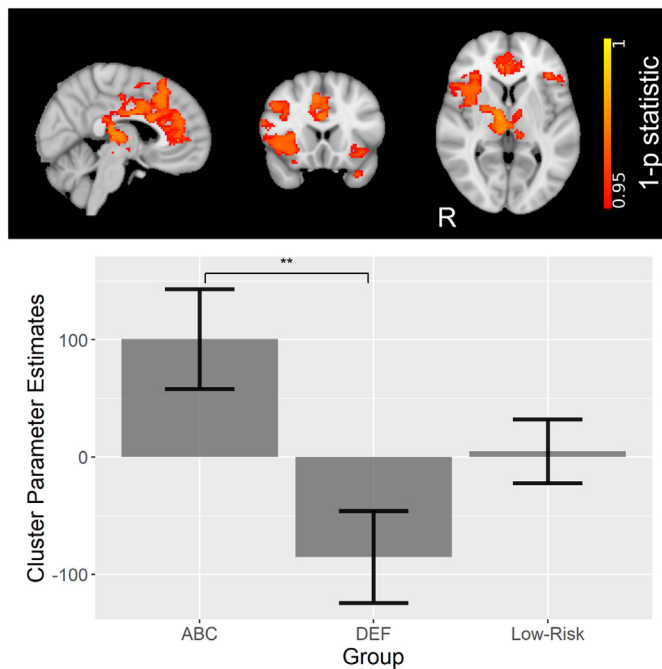 1
1-p statistic
0.95
R
**
Cluster Parameter Estimates
100
0
-100
ABC
DEF
Low-Risk
Group